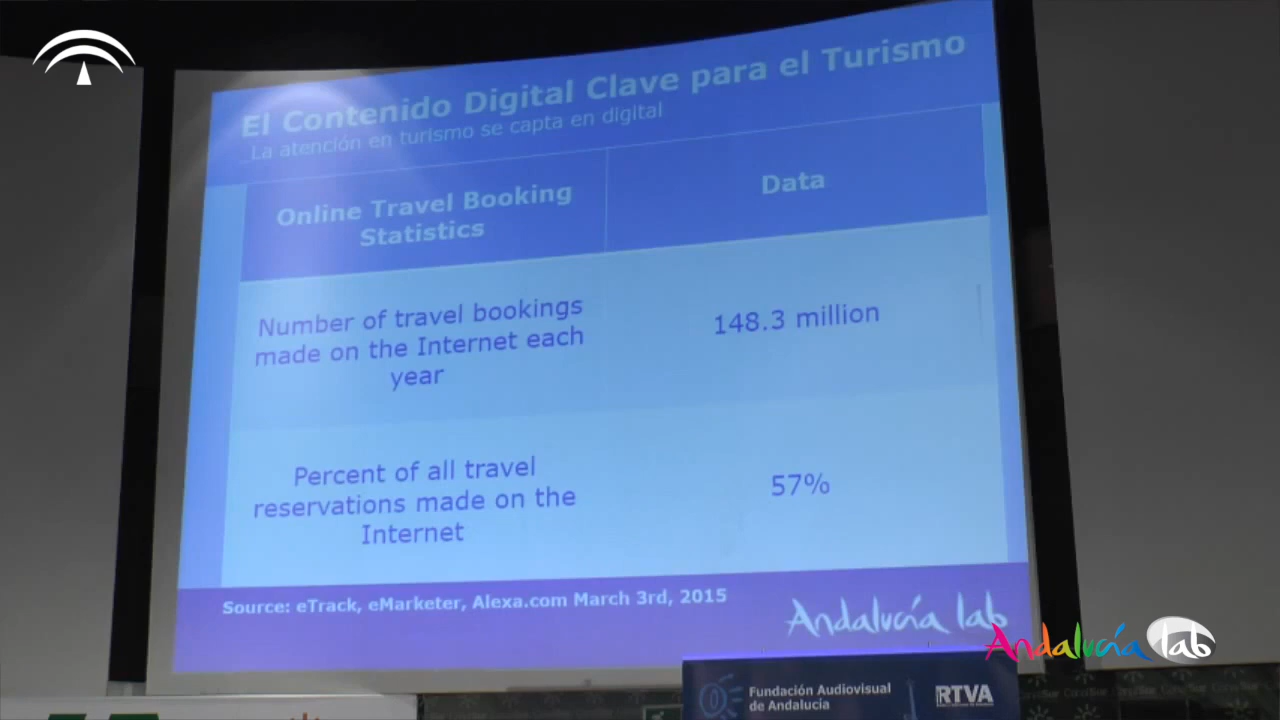 El Contenido Digital Clave para el Turismo
La atención en turismo se capta en digital
Online Travel Booking
Statistics
Data
Number of travel bookings
made on the Internet each
year
148.3 million
Percent of all travel
reservations made on the
Internet
57%
Source: eTrack, eMarketer, Alexa.com March 3rd, 2015
Andalucía lab
Andalucía lab
Fundación Audiovisual
de Andalucía
RTVA